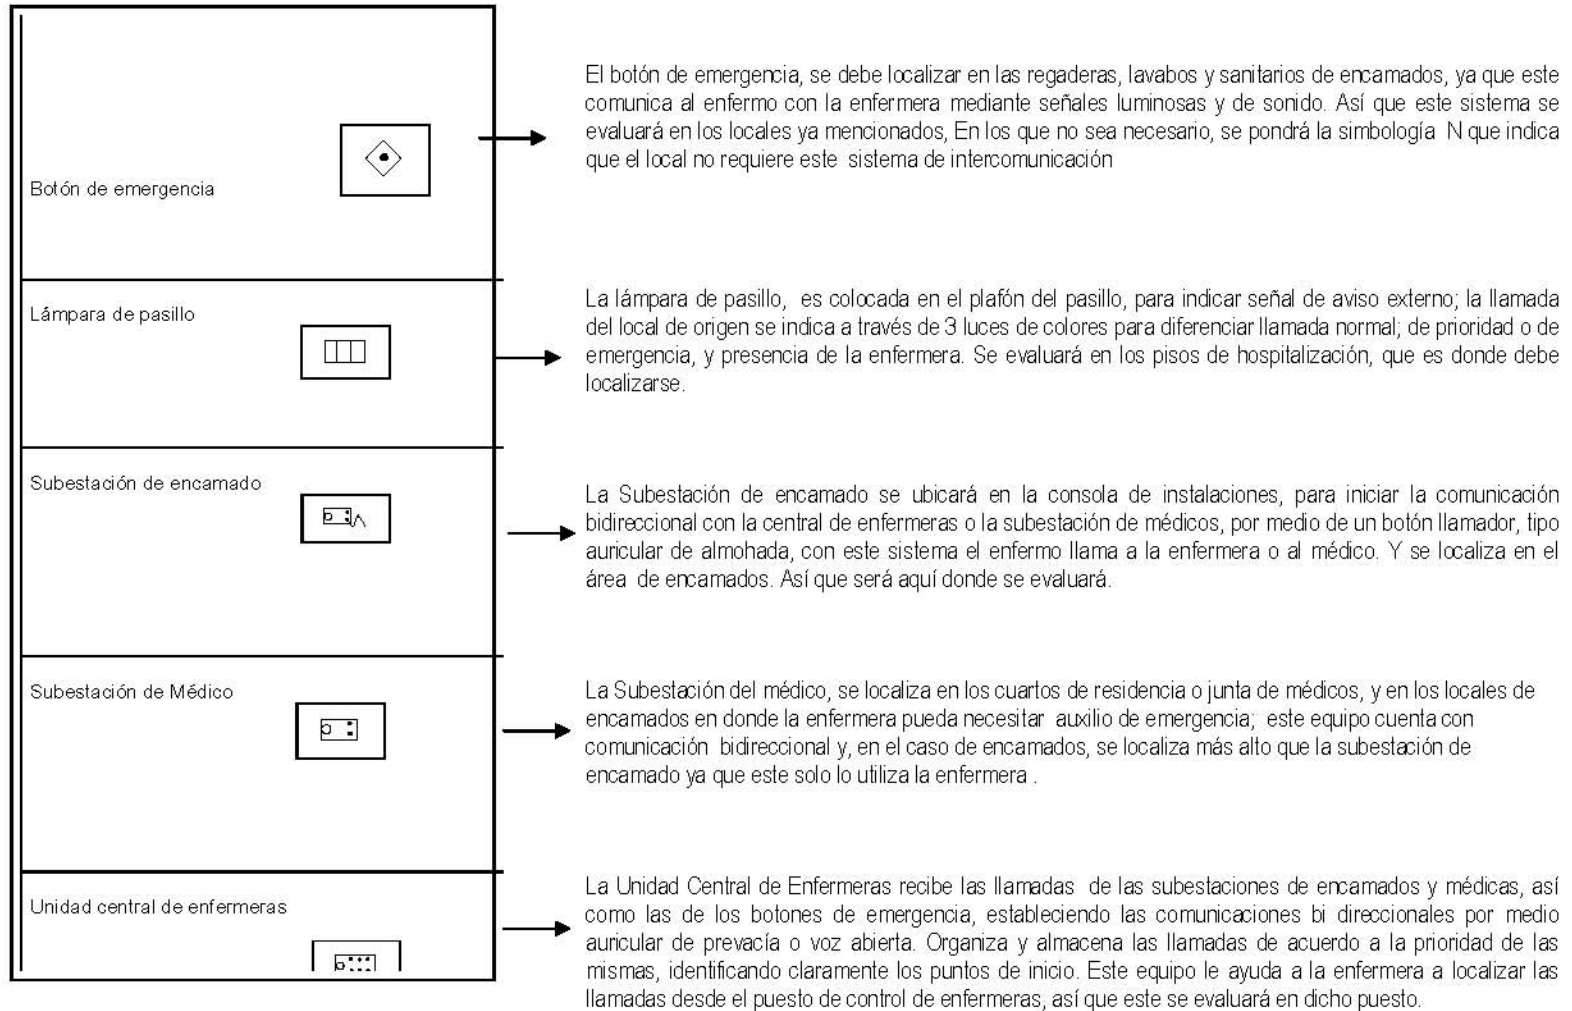 El botón de emergencia, se debe localizar en las regaderas, lavabos y sanitarios de encamados, ya que este
comunica al enfermo con la enfermera mediante señales luminosas y de sonido. Así que este sistema se
evaluará en los locales ya mencionados, En los que no sea necesario, se pondrá la simbología N que indica
que el local no requiere este sistema de intercomunicación
Botón de emergencia
La lámpara de pasillo, es colocada en el plafón del pasillo, para indicar señal de aviso externo; la llamada
del local de origen se indica a través de 3 luces de colores para diferenciar llamada normal; de prioridad o de
emergencia, y presencia de la enfermera. Se evaluará en los pisos de hospitalización, que es donde debe
localizarse.
Lámpara de pasillo
Subestación de encamado
La Subestación de encamado se ubicará en la consola de instalaciones, para iniciar la comunicación
bidireccional con la central de enfermeras o la subestación de médicos, por medio de un botón llamador, tipo
auricular de almohada, con este sistema el enfermo llama a la enfermera o al médico. Y se localiza en el
área de encamados. Así que será aquí donde se evaluará.
Subestación de Médico
La Subestación del médico, se localiza en los cuartos de residencia o junta de médicos, y en los locales de
encamados en donde la enfermera pueda necesitar auxilio de emergencia; este equipo cuenta con
comunicación bidireccional y, en el caso de encamados, se localiza más alto que la subestación de
encamado ya que este solo lo utiliza la enfermera .
Unidad central de enfermeras
La Unidad Central de Enfermeras recibe las llamadas de las subestaciones de encamados y médicas, así
como las de los botones de emergencia, estableciendo las comunicaciones bi direccionales por medio
auricular de prevacía o voz abierta. Organiza y almacena las llamadas de acuerdo a la prioridad de las
mismas, identificando claramente los puntos de inicio. Este equipo le ayuda a la enfermera a localizar las
llamadas desde el puesto de control de enfermeras, así que este se evaluará en dicho puesto.